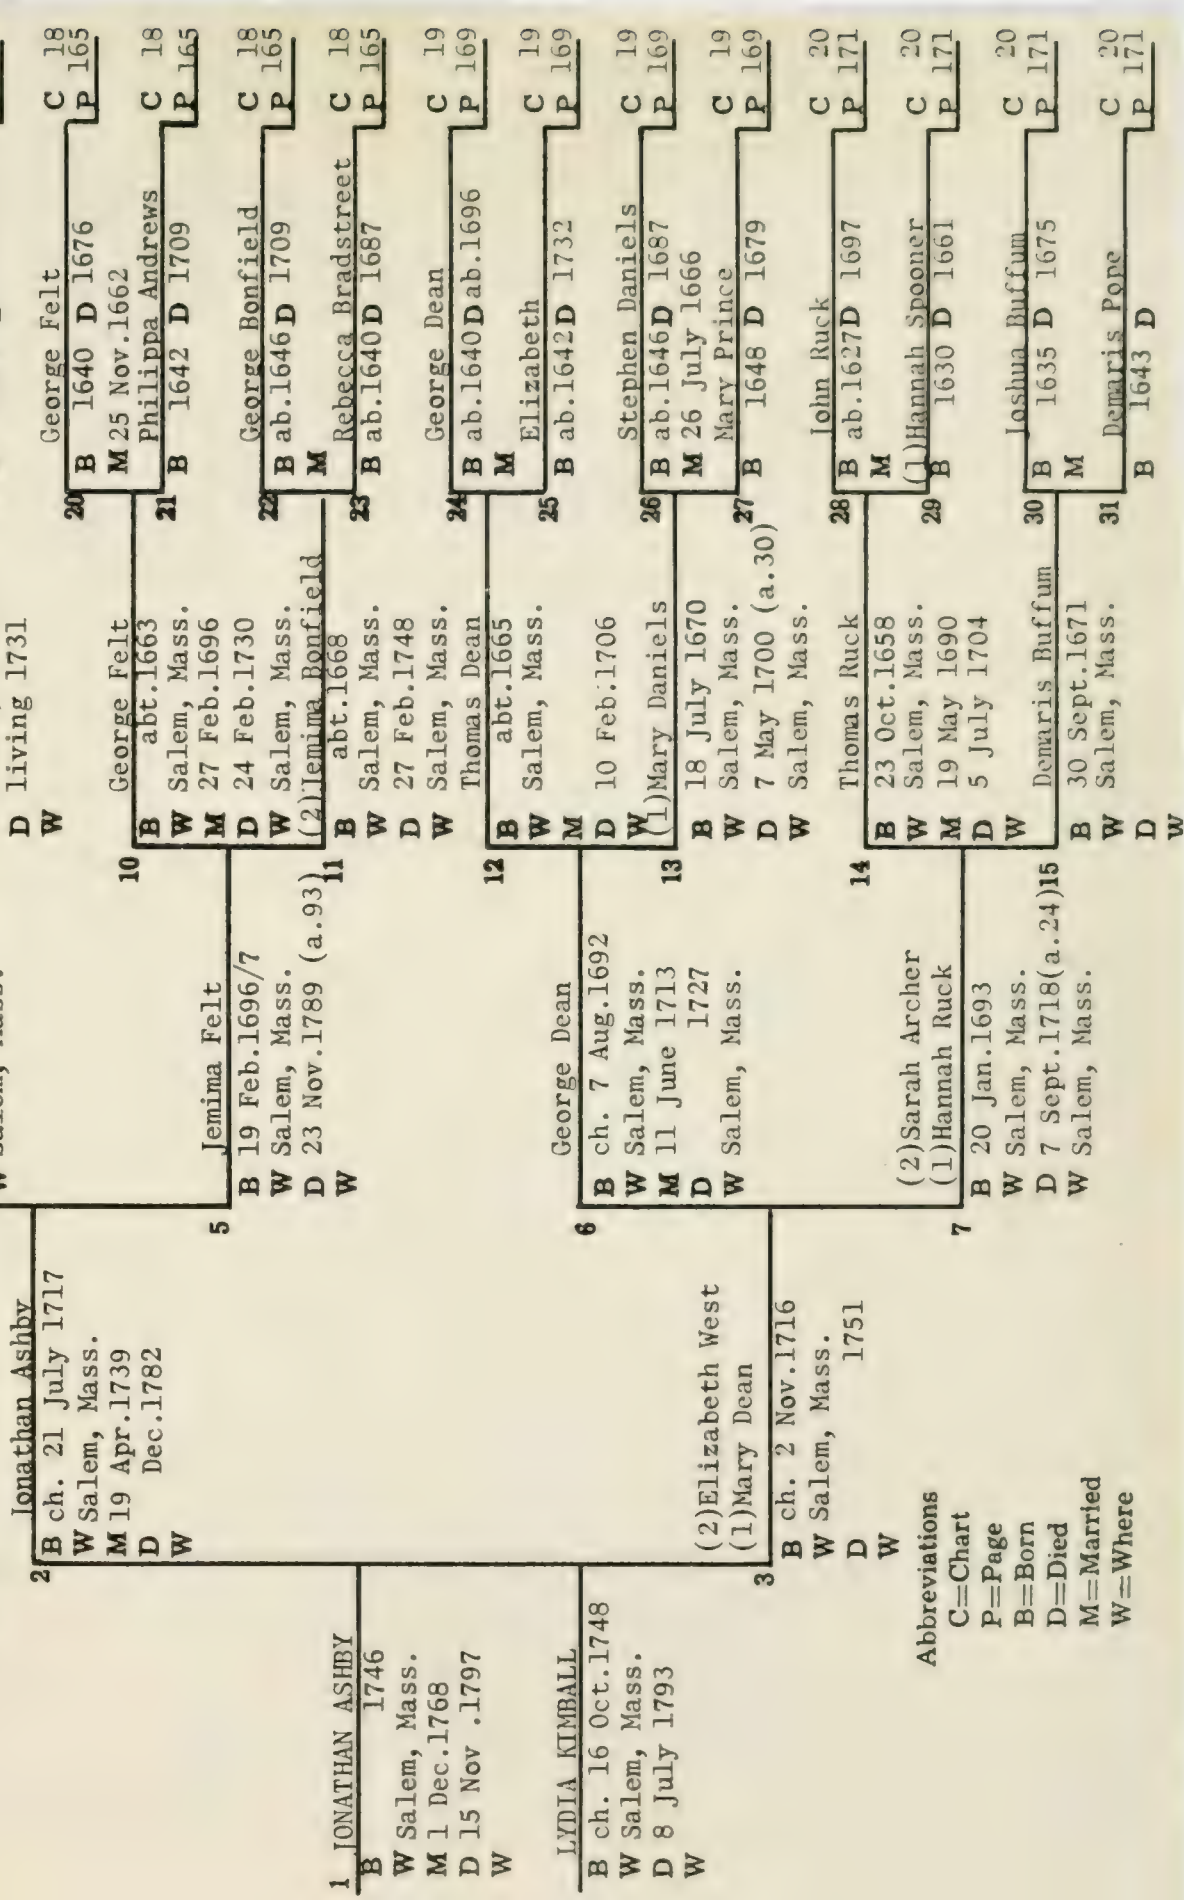 1 JONATHAN ASHBY
B 1746
W Salem, Mass.
M 1 Dec.1768
D 15 Nov .1797
W
LYDIA KIMBALL
B ch. 16 Oct.1748
W Salem, Mass.
D 8 July 1793
W
Abbreviations
C=Chart
P=Page
B=Born
D=Died
M=Married
W=Where
2
Jonathan Ashby
B ch. 21 July 1717
W Salem, Mass.
M 19 Apr.1739
D Dec.1782
W
(2)Elizabeth West
(1)Mary Dean
3
B ch. 2 Nov.1716
W Salem, Mass.
D 1751
W
W Salem, Mass.
Jemima Felt
5
B 19 Feb.1696/7
W Salem, Mass.
D 23 Nov.1789 (a.93)
W
George Dean
6
B ch. 7 Aug.1692
W Salem, Mass.
M 11 June 1713
D 1727
W Salem, Mass.
(2)Sarah Archer
(1)Hannah Ruck
7
B 20 Jan.1693
W Salem, Mass.
D 7 Sept.1718(a.24)
W Salem, Mass.
D living 1731
W
George Felt
10
B abt.1663
W Salem, Mass.
M 27 Feb.1696
D 24 Feb.1730
W Salem, Mass.
(2)Jemima Bonfield
11
B abt.1668
W Salem, Mass.
D 27 Feb.1748
W Salem, Mass.
Thomas Dean
12
B abt.1665
W Salem, Mass.
M
D 10 Feb.1706
W
(1)Mary Daniels
13
B 18 July 1670
W Salem, Mass.
D 7 May 1700 (a.30)
W Salem, Mass.
Thomas Ruck
14
B 23 Oct.1658
W Salem, Mass.
M 19 May 1690
D 5 July 1704
W
Demaris Buffum
15
B 30 Sept.1671
W Salem, Mass.
D
W
George Felt
C 18
20
B 1640 D 1676
P 165
M 25 Nov.1662
Philippa Andrews
C 18
21
B 1642 D 1709
P 165
George Bonfield
C 18
22
B ab.1646 D 1709
P 165
M
Rebecca Bradstreet
C 18
23
B ab.1640 D 1687
P 165
George Dean
C 19
24
B ab.1640 D ab.1696
P 169
M
Elizabeth
C 19
25
B ab.1642 D 1732
P 169
Stephen Daniels
C 19
26
B ab.1646 D 1687
P 169
M 26 July 1666
Mary Prince
C 19
27
B 1648 D 1679
P 169
John Ruck
C 20
28
B ab.1627 D 1697
P 171
M
(1)Hannah Spooner
C 20
29
B 1630 D 1661
P 171
Joshua Buffum
C 20
30
B 1635 D 1675
P 171
M
Demaris Pope
C 20
31
B 1643 D
P 171